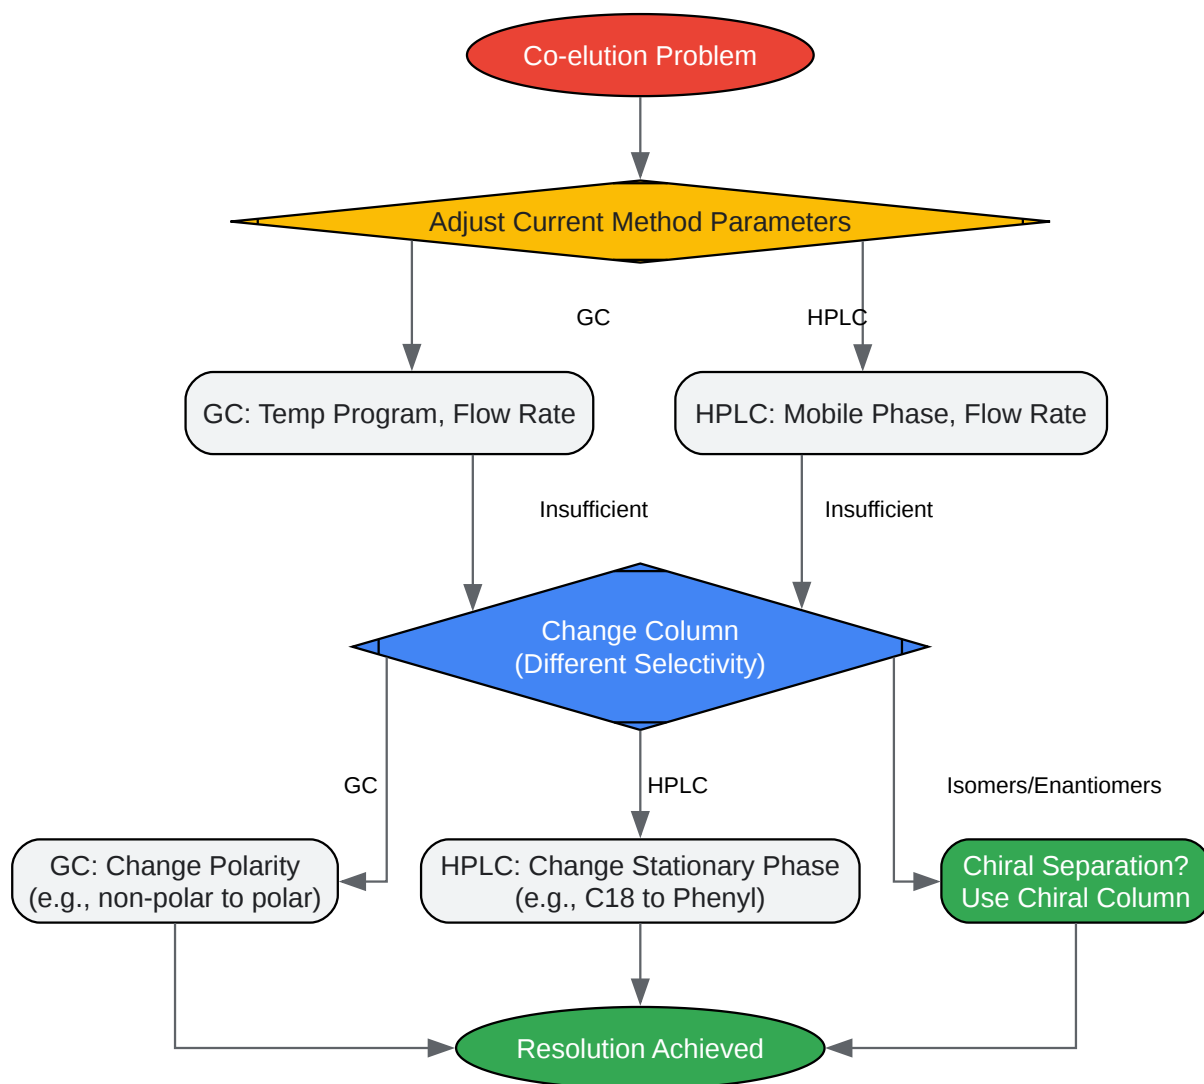 Co-elution Problem
Adjust Current Method Parameters
GC
HPLC
GC: Temp Program, Flow Rate
HPLC: Mobile Phase, Flow Rate
Insufficient
Insufficient
Change Column
(Different Selectivity)
GC
HPLC
Isomers/Enantiomers
GC: Change Polarity
(e.g., non-polar to polar)
HPLC: Change Stationary Phase
(e.g., C18 to Phenyl)
Chiral Separation?
Use Chiral Column
Resolution Achieved